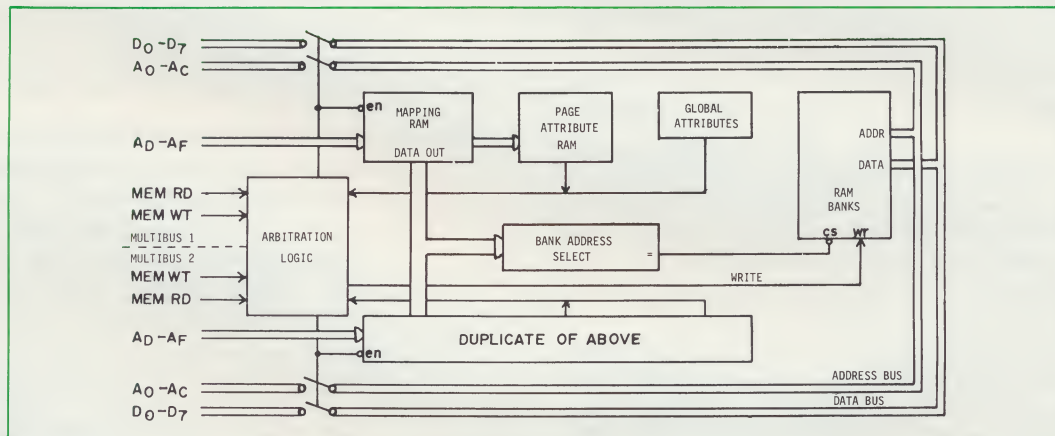 D0-D7
A0-AC
en
MAPPING
RAM
DATA OUT
PAGE
ATTRIBUTE
RAM
GLOBAL
ATTRIBUTES
AD-AF
ADDR
DATA
RAM
BANKS
CS WT
MEM RD
MEM WT
MULTIBUS 1
MULTIBUS 2
MEM WT
MEM RD
ARBITRATION
LOGIC
BANK ADDRESS
SELECT
=
WRITE
AD-AF
en
DUPLICATE OF ABOVE
A0-AC
D0-D7
ADDRESS BUS
DATA BUS